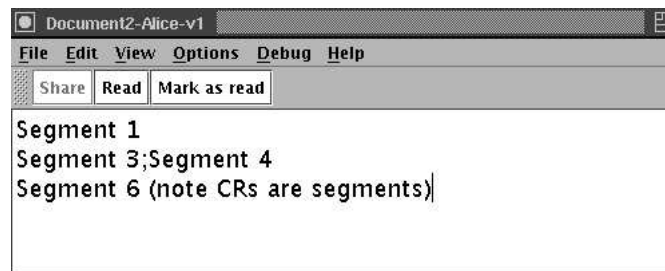 Document2-Alice-v1
File Edit View Options Debug Help
Share Read Mark as read
Segment 1
Segment 3;Segment 4
Segment 6 (note CRs are segments)